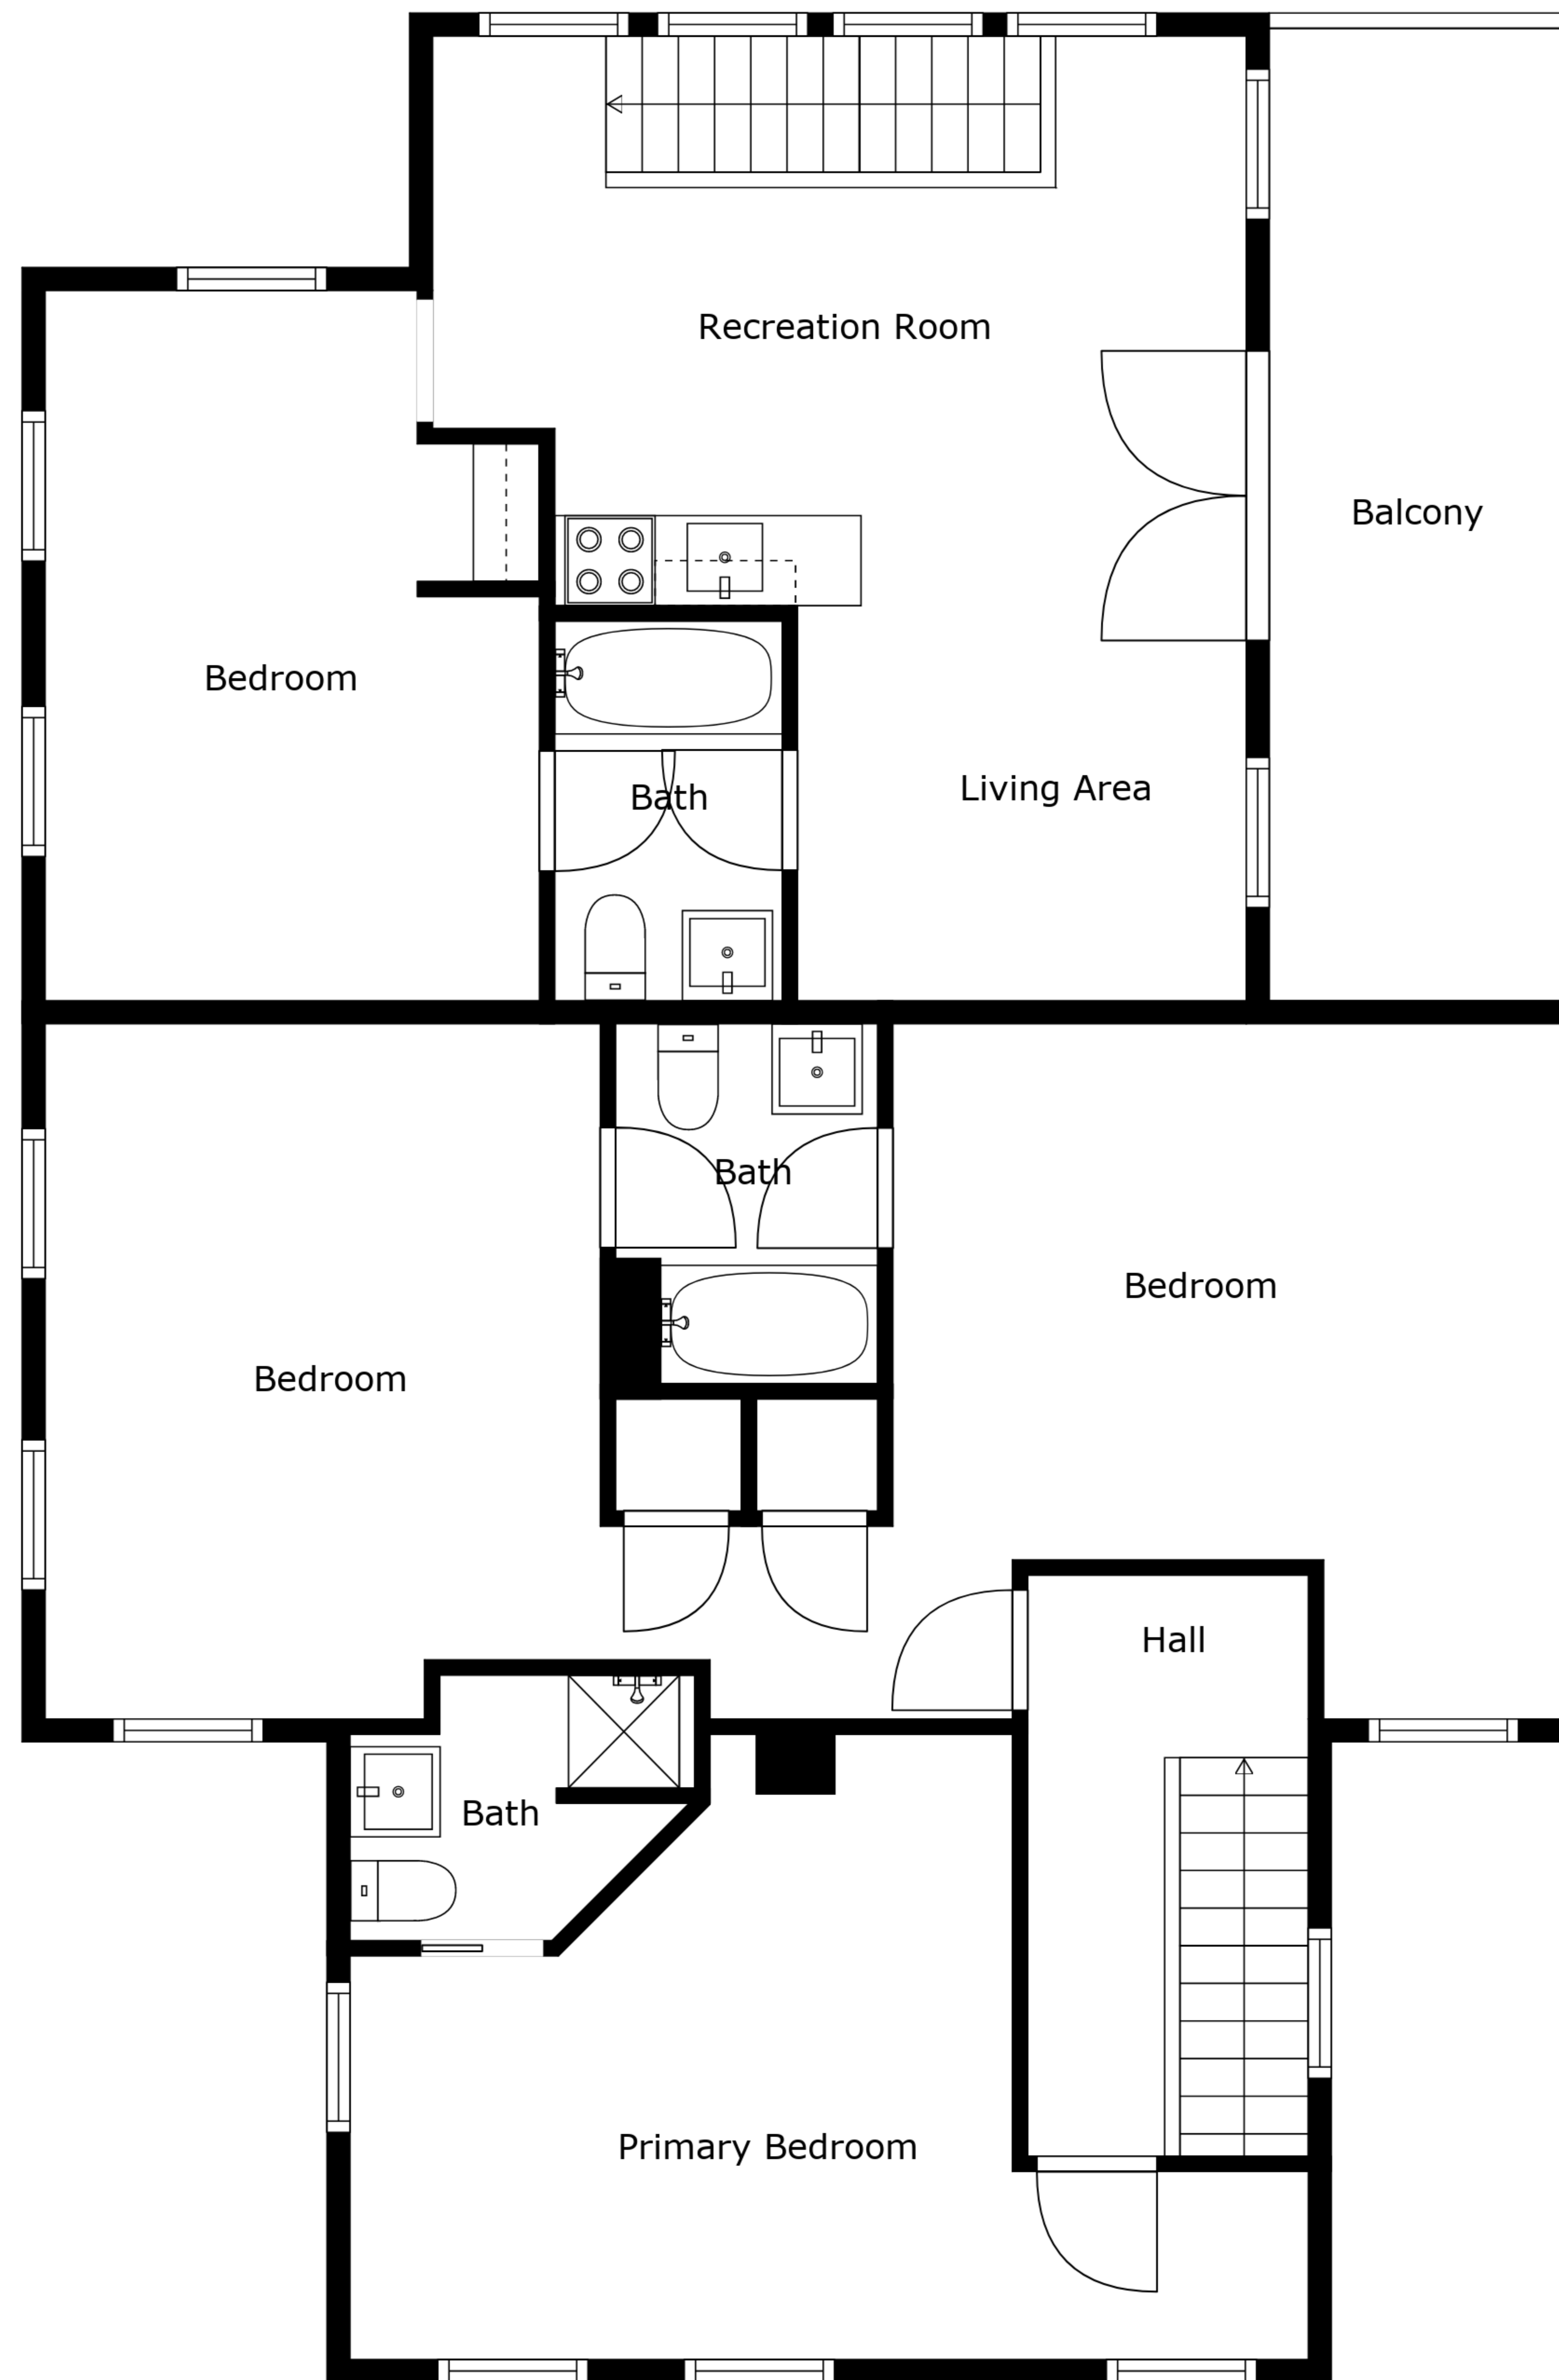 Recreation Room
Balcony
Bedroom
Living Area
Bath
Bath
Bedroom
Bedroom
Hall
Bath
Primary Bedroom